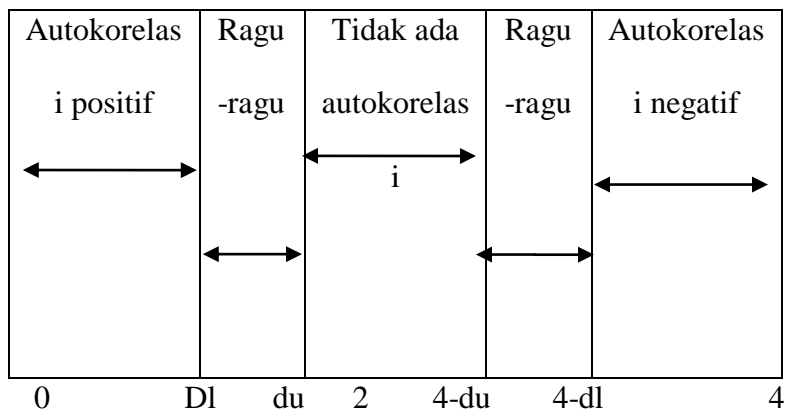 Autokorelas Ragu Tidak ada Ragu Autokorelas
i positif -ragu autokorelas -ragu i negatif
i
0 Dl du 2 4-du 4-dl 4